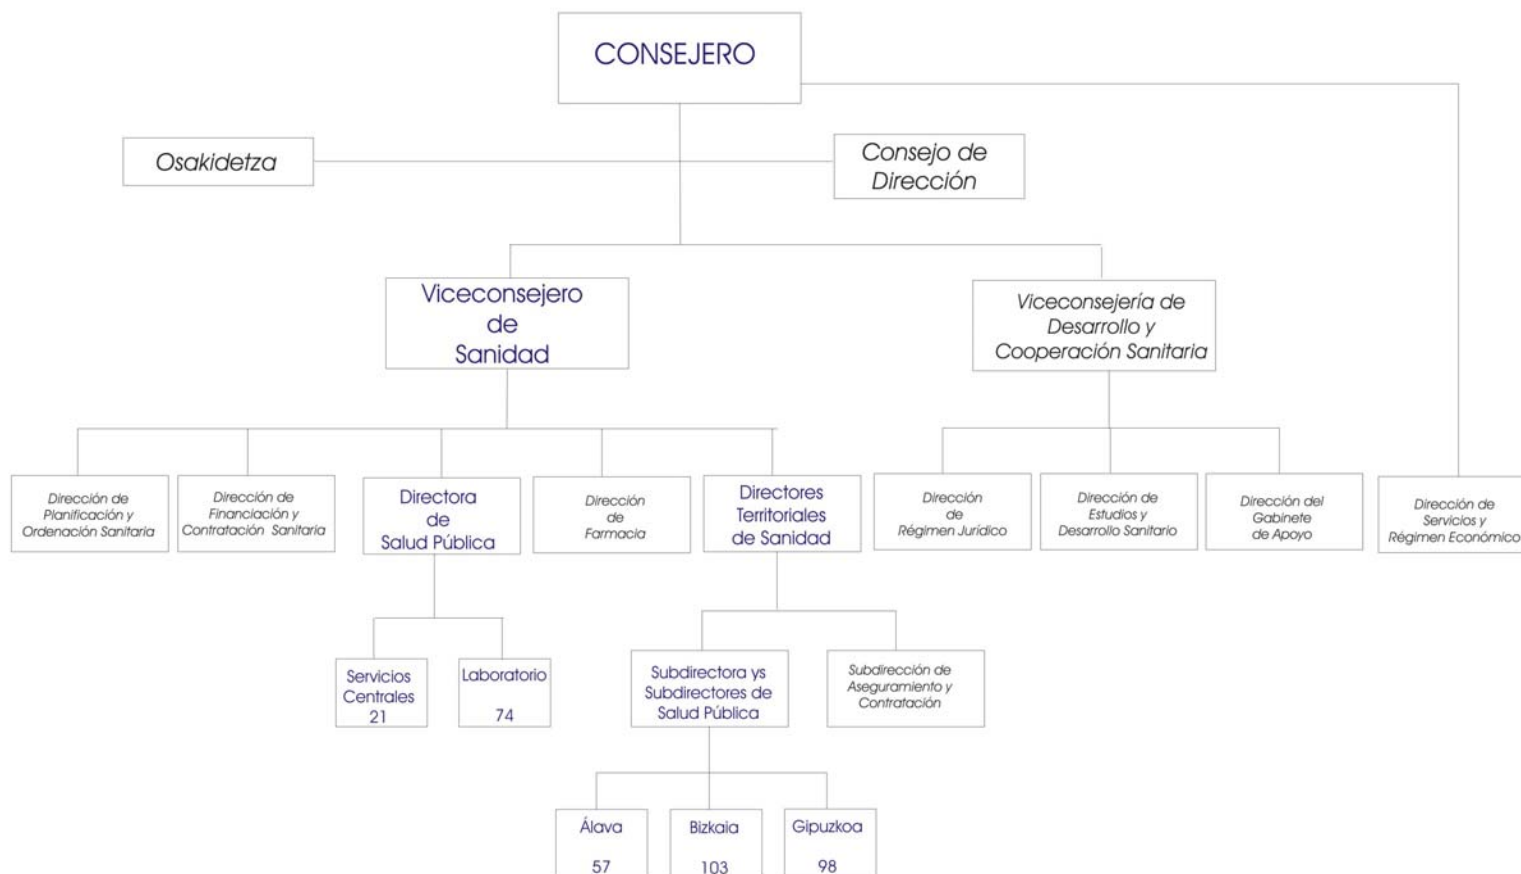 CONSEJERO
Osakidetza
Consejo de
Dirección
Viceconsejero
de
Sanidad
Viceconsejería de
Desarrollo y
Cooperación Sanitaria
Dirección de
Planificación y
Ordenación Sanitaria
Dirección de
Financiación y
Contratación Sanitaria
Directora
de
Salud Pública
Dirección
de
Farmacia
Directores
Territoriales
de Sanidad
Dirección
de
Régimen Jurídico
Dirección de
Estudios y
Desarrollo Sanitario
Dirección del
Gabinete
de Apoyo
Dirección de
Servicios y
Régimen Económico
Servicios
Centrales
21
Laboratorio
74
Subdirectora ys
Subdirectores de
Salud Pública
Subdirección de
Aseguramiento y
Contratación
Álava
57
Bizkaia
103
Gipuzkoa
98